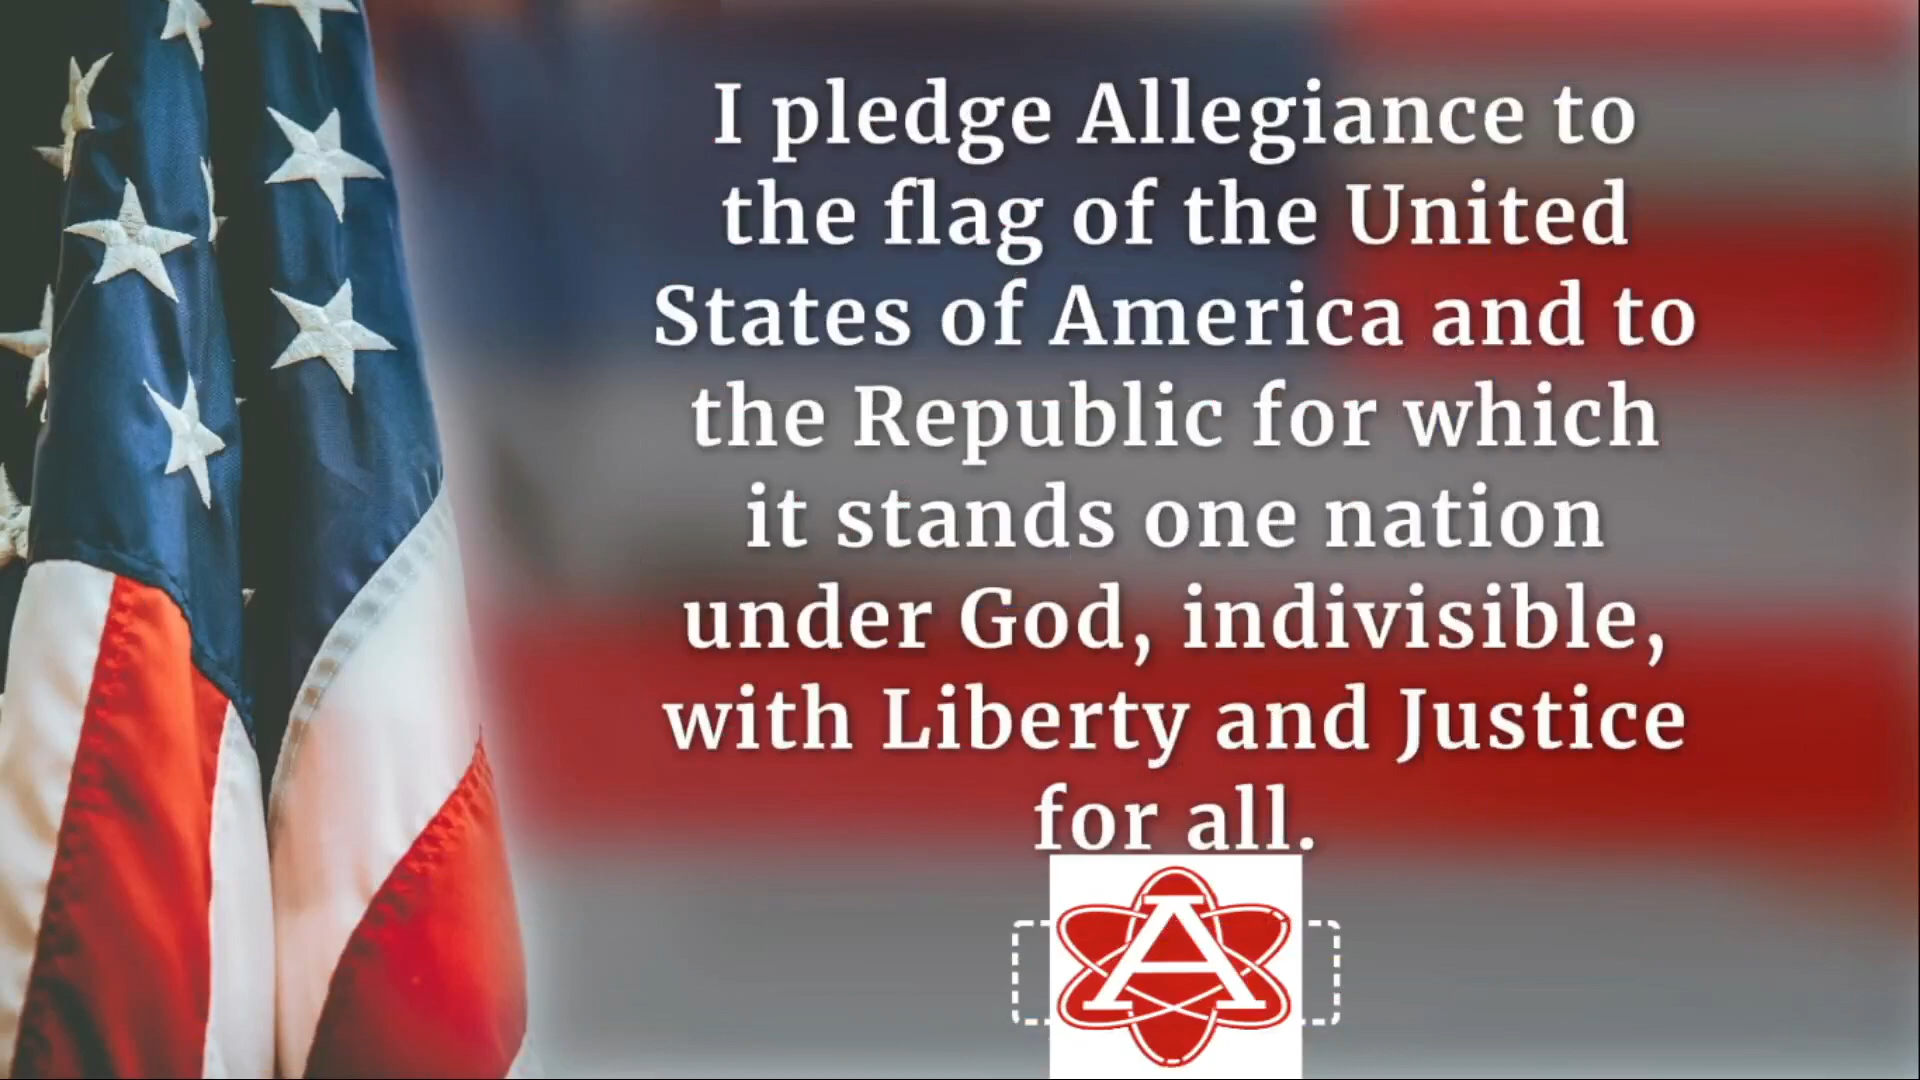 I pledge Allegiance to
the flag of the United
States of America and to
the Republic for which
it stands one nation
under God, indivisible,
with Liberty and Justice
for all.
A